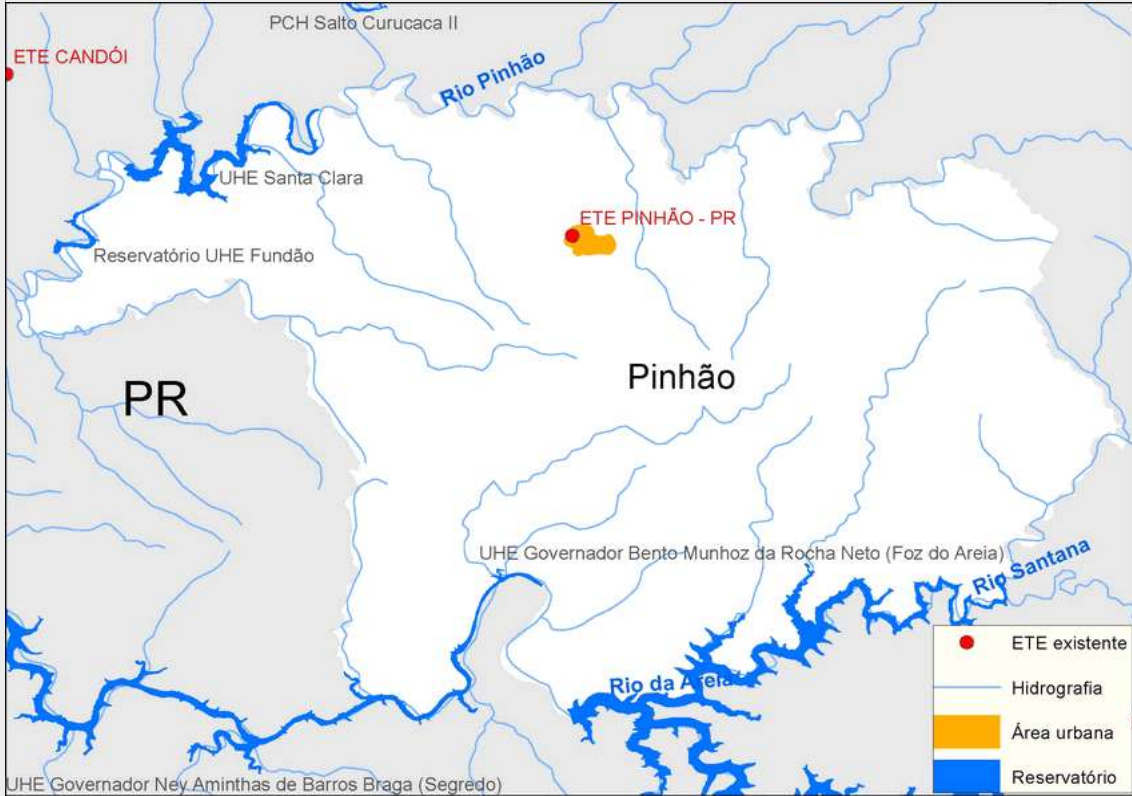 PCH Salto Curucaca II
ETE CANDÓI
Rio Pinhão
UHE Santa Clara
ETE PINHÃO - PR
Reservatório UHE Fundão
Pinhão
PR
UHE Governador Bento Munhoz da Rocha Neto (Foz do Areia)
Rio Santana
Rio da Areia
ETE existente
Hidrografia
Área urbana
Reservatório
UHE Governador Ney Aminthas de Barros Braga (Segredo)